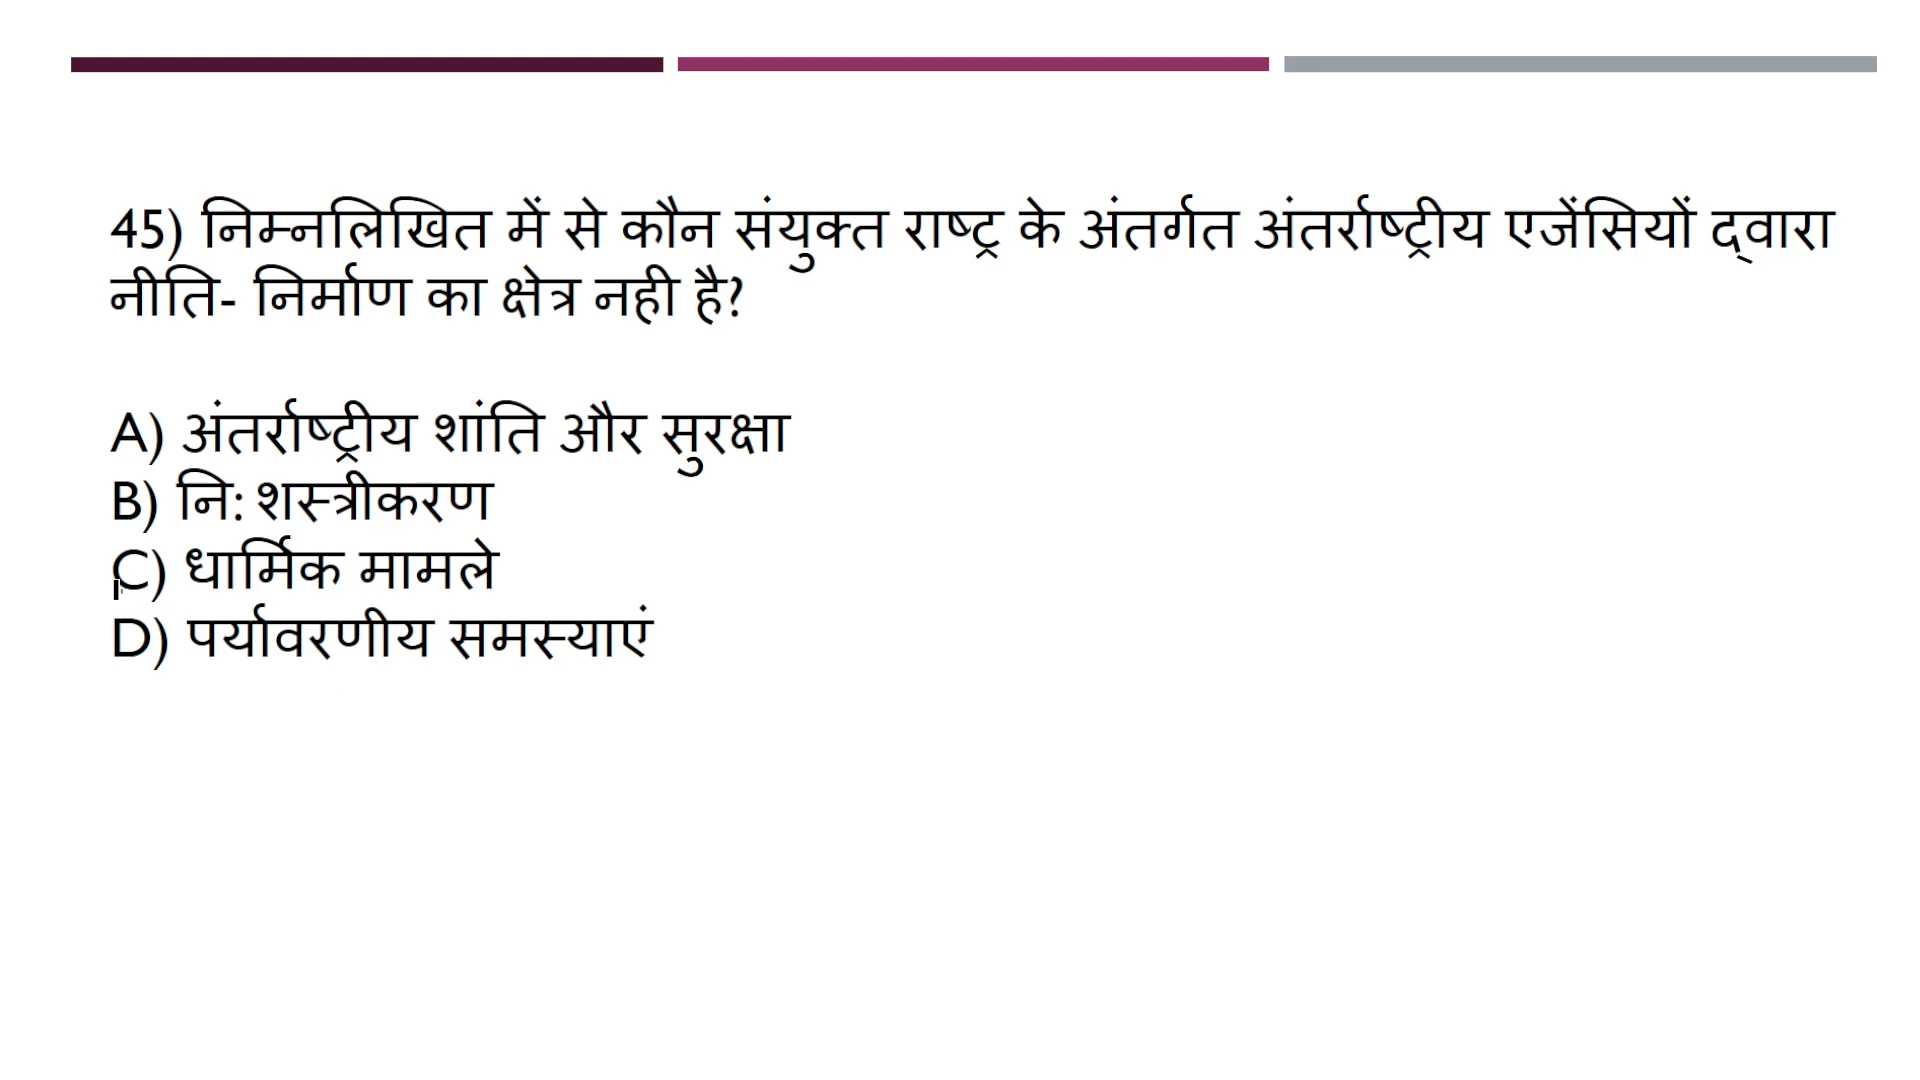 45) निम्नलिखित में से कौन संयुक्त राष्ट्र के अंतर्गत अंतर्राष्ट्रीय एजेंसियों द्वारा
नीति- निर्माण का क्षेत्र नही है?
A) अंतर्राष्ट्रीय शांति और सुरक्षा
B) नि: शस्त्रीकरण
C) धार्मिक मामले
D) पर्यावरणीय समस्याएं